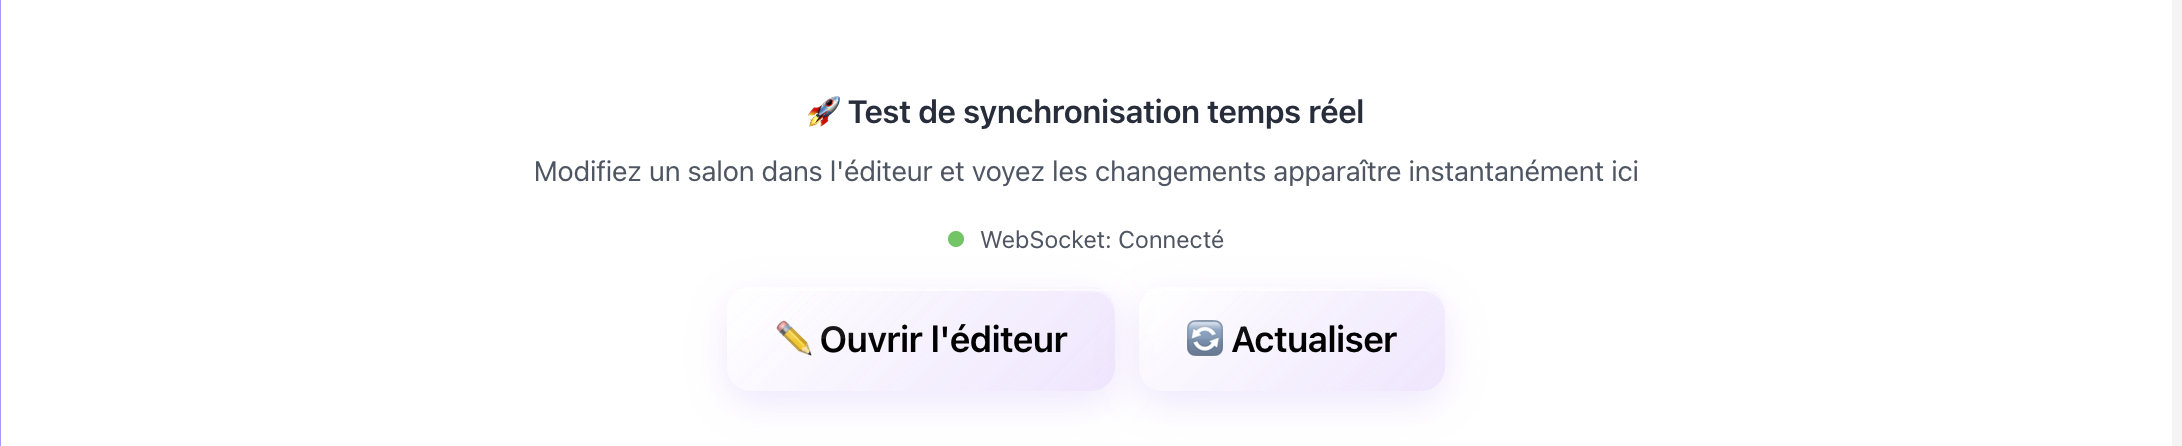 🚀 Test de synchronisation temps réel
Modifiez un salon dans l'éditeur et voyez les changements apparaître instantanément ici
WebSocket: Connecté
✏️ Ouvrir l'éditeur
🔄 Actualiser